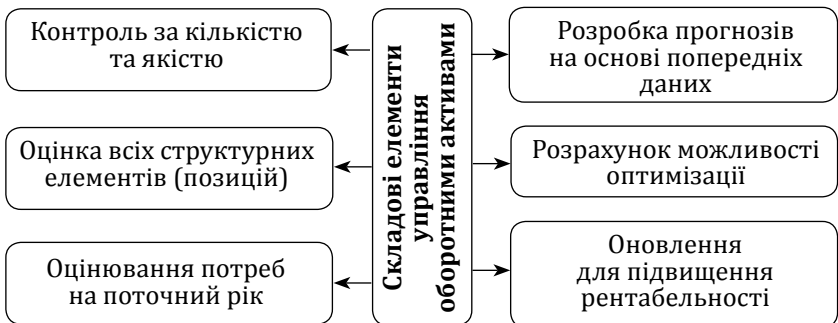 Контроль за кількістю
та якістю
Оцінка всіх структурних
елементів (позицій)
Оцінювання потреб
на поточний рік
Складові елементи
управління
оборотними активами
Розробка прогнозів
на основі попередніх
даних
Розрахунок можливості
оптимізації
Оновлення
для підвищення
рентабельності